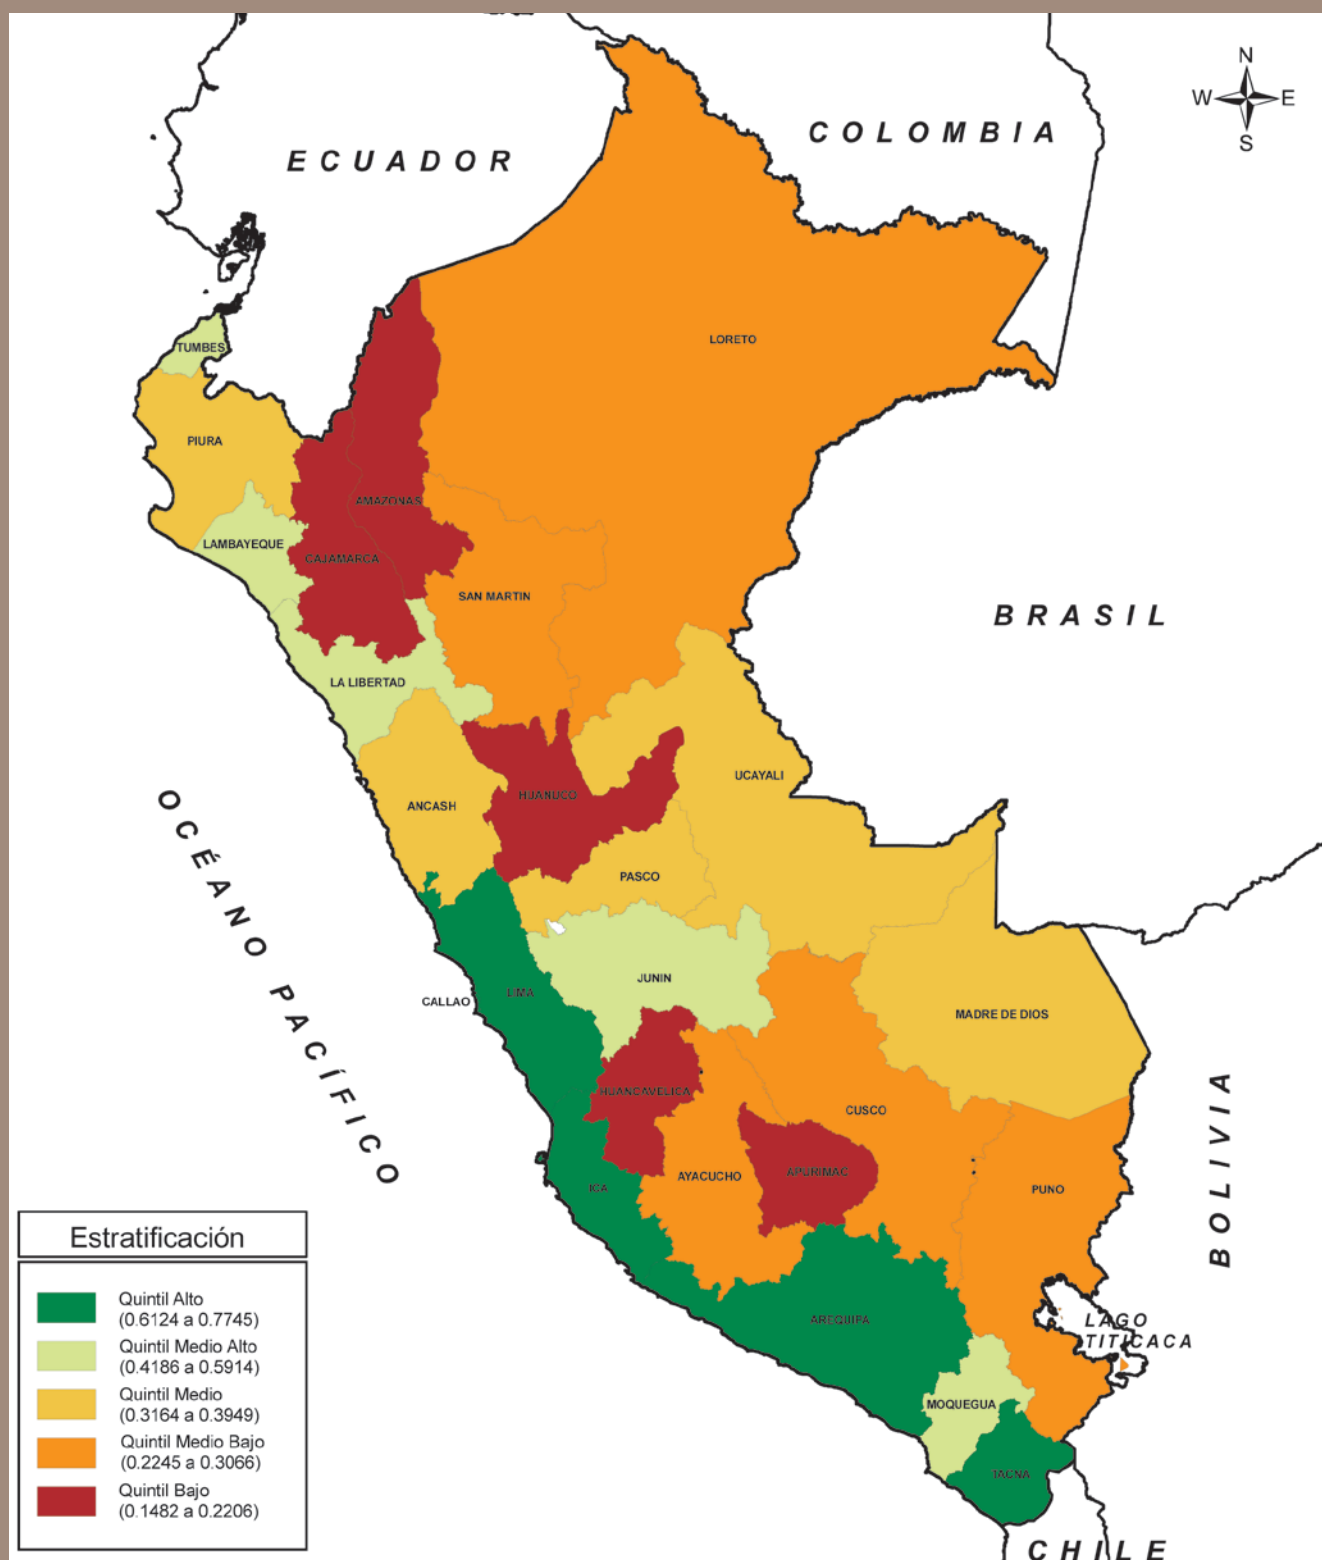 N
W E
S
COLOMBIA
ECUADOR
LORETO
TUMBES
PIURA
AMAZONAS
LAMBAYEQUE
CAJAMARCA
SAN MARTIN
BRASIL
LA LIBERTAD
UCAYALI
HUANUCO
ANCASH
PASCO
OCÉANO PACÍFICO
JUNIN
LIMA
CALLAO
MADRE DE DIOS
HUANCAVELICA
CUSCO
BOLIVIA
APURIMAC
AYACUCHO
ICA
PUNO
Estratificación
Quintil Alto
(0.6124 a 0.7745)
Quintil Medio Alto
(0.4186 a 0.5914)
Quintil Medio
(0.3164 a 0.3949)
Quintil Medio Bajo
(0.2245 a 0.3066)
Quintil Bajo
(0.1482 a 0.2206)
AREQUIPA
LAGO
TITICACA
MOQUEGUA
TACNA
CHILE